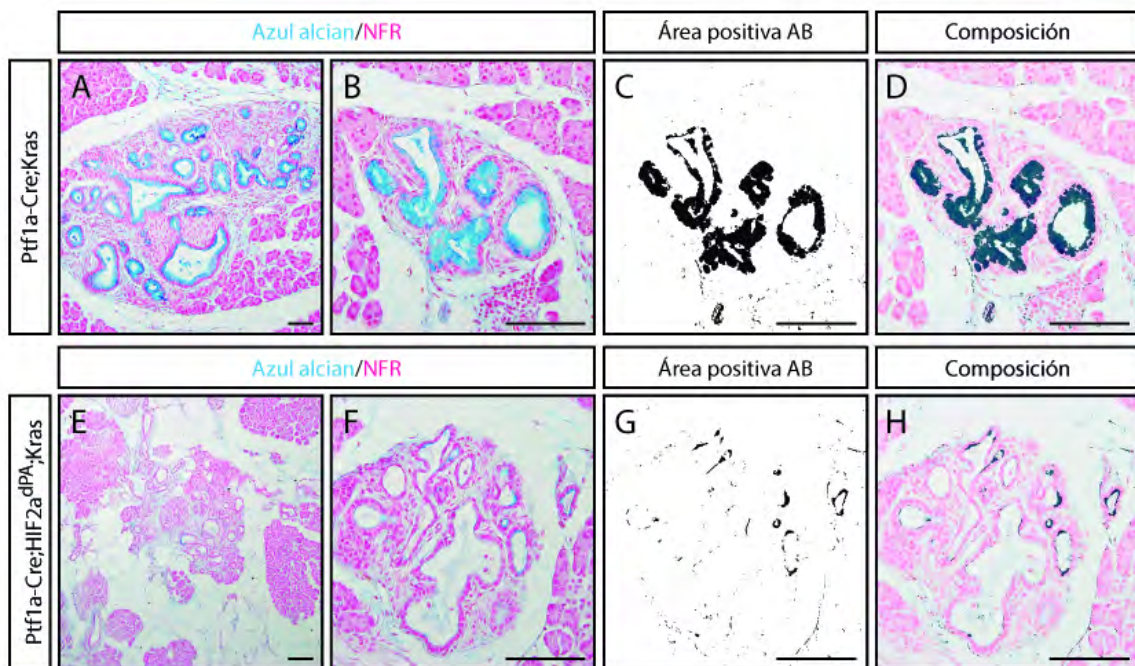 Azul alcian/NFR
Área positiva AB
Composición
Ptf1a-Cre;Kras
A
B
C
D
Azul alcian/NFR
Área positiva AB
Composición
Ptf1a-Cre;HIF2a^dPA;Kras
E
F
G
H